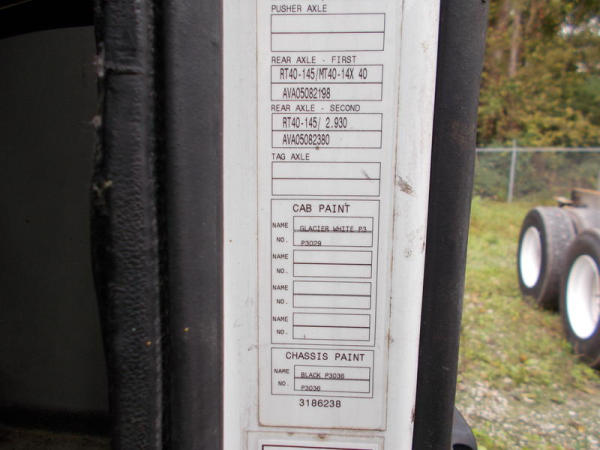 PUSHER AXLE
REAR AXLE - FIRST
RT40-145/MT40-14X 40
AVA05082198
REAR AXLE - SECOND
RT40-145/ 2.930
AVA05082380
TAG AXLE
CAB PAINT
NAME GLACIER WHITE P3
NO. P3029
NAME
NO.
NAME
NO.
NAME
NO.
CHASSIS PAINT
NAME BLACK P3036
NO. P3036
3186238